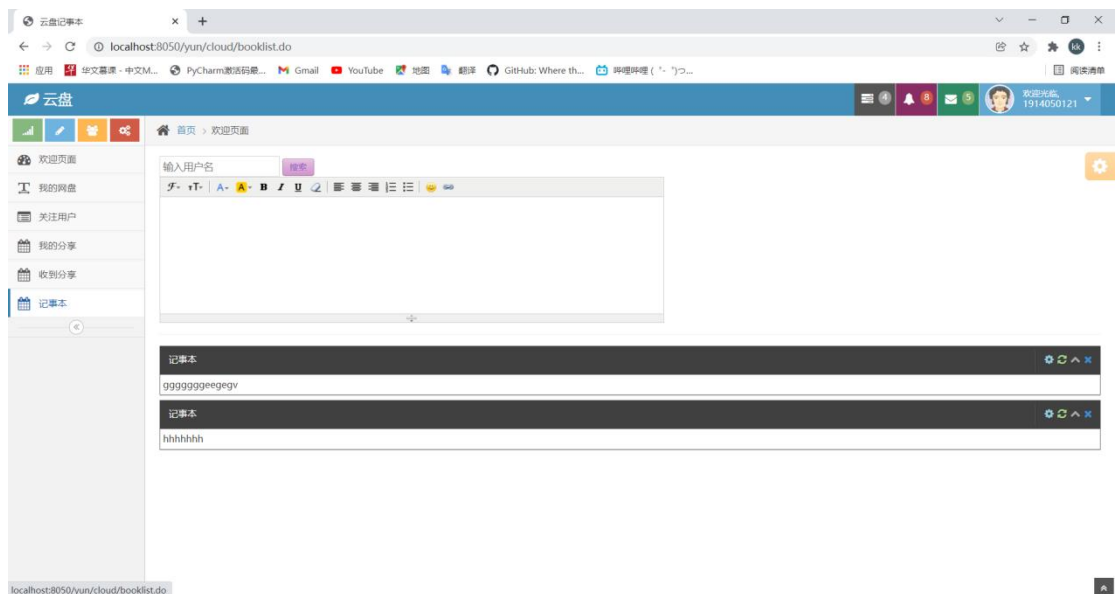 云盘记事本
localhost:8050/yun/cloud/booklist.do
kk
应用 华文慕课 - 中文M... PyCharm激活码最... Gmail YouTube 地图 翻译 GitHub: Where th... 哔哩哔哩 ( ゜- ゜)つ... 阅读清单
云盘 4 8 5 欢迎光临, 1914050121
首页 > 欢迎页面
欢迎页面
我的网盘
关注用户
我的分享
收到分享
记事本
输入用户名 搜索
记事本
gggggggeegegv
记事本
hhhhhhh
localhost:8050/yun/cloud/booklist.do